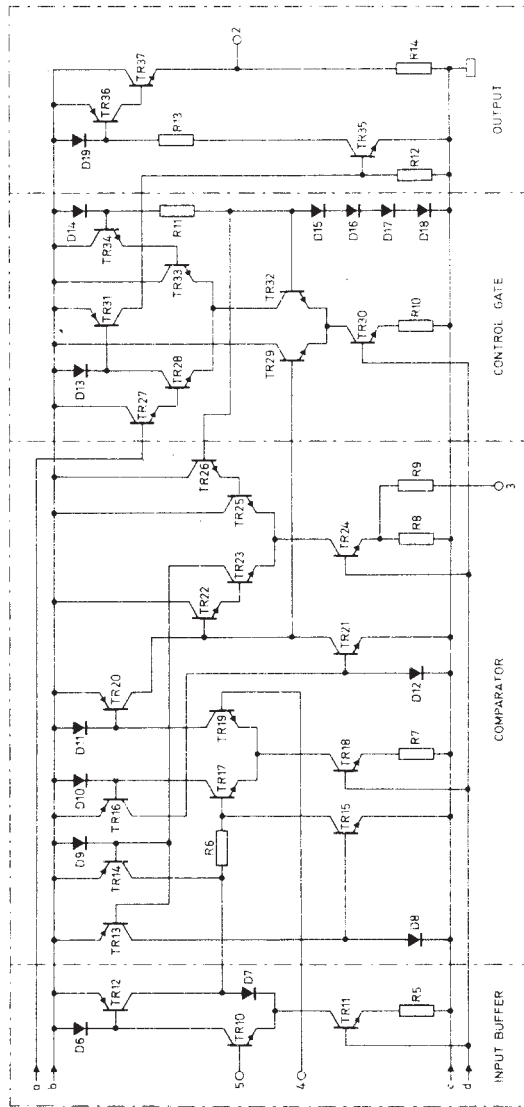 INPUT BUFFER
COMPARATOR
CONTROL GATE
OUTPUT
a
b
c
d
5
4
3
2
D6
TR12
D7
TR10
TR11
R5
TR13
TR14
D9
TR16
D10
D11
TR20
R6
TR17
TR19
TR15
TR18
R7
D8
D12
TR21
TR22
TR23
TR25
TR26
TR24
R8
R9
TR27
D13
TR28
TR31
TR33
TR34
D14
R11
TR29
TR32
TR30
R10
D15
D16
D17
D18
D19
TR36
TR37
R13
TR35
R12
R14